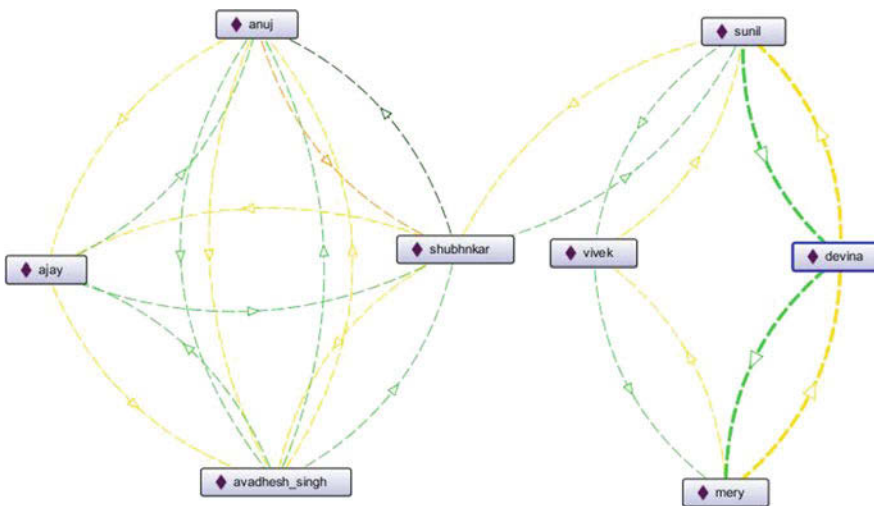 anuj
sunil
shubhnkar
vivek
devina
ajay
avadhesh_singh
mery